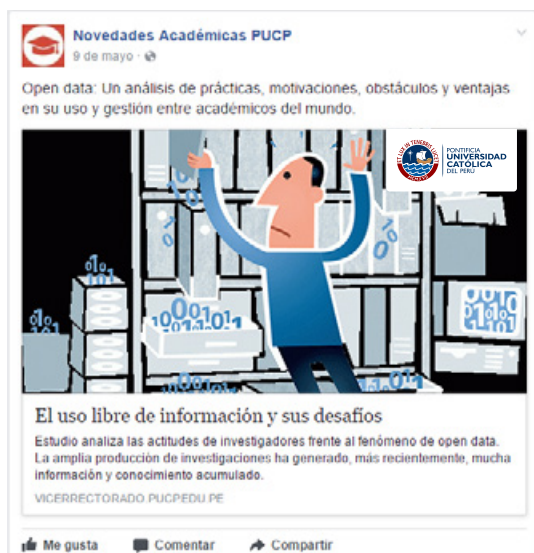 Novedades Académicas PUCP
9 de mayo
Open data: Un análisis de prácticas, motivaciones, obstáculos y ventajas
en su uso y gestión entre académicos del mundo.
PONTIFICIA
UNIVERSIDAD
CATÓLICA
DEL PERÚ
El uso libre de información y sus desafíos
Estudio analiza las actitudes de investigadores frente al fenómeno de open data.
La amplia producción de investigaciones ha generado, más recientemente, mucha
información y conocimiento acumulado.
VICERRECTORADO.PUCPEDU.PE
Me gusta Comentar Compartir